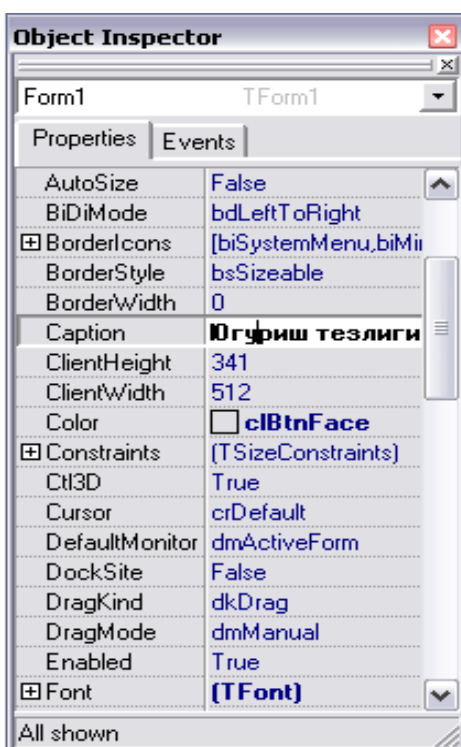 Object Inspector
Form1 TForm1
Properties Events
AutoSize False
BiDiMode bdLeftToRight
BorderIcons [biSystemMenu,biMi
BorderStyle bsSizeable
BorderWidth 0
Caption Югуриш тезлиги
ClientHeight 341
ClientWidth 512
Color clBtnFace
Constraints (TSizeConstraints)
Ctl3D True
Cursor crDefault
DefaultMonitor dmActiveForm
DockSite False
DragKind dkDrag
DragMode dmManual
Enabled True
Font (TFont)
All shown